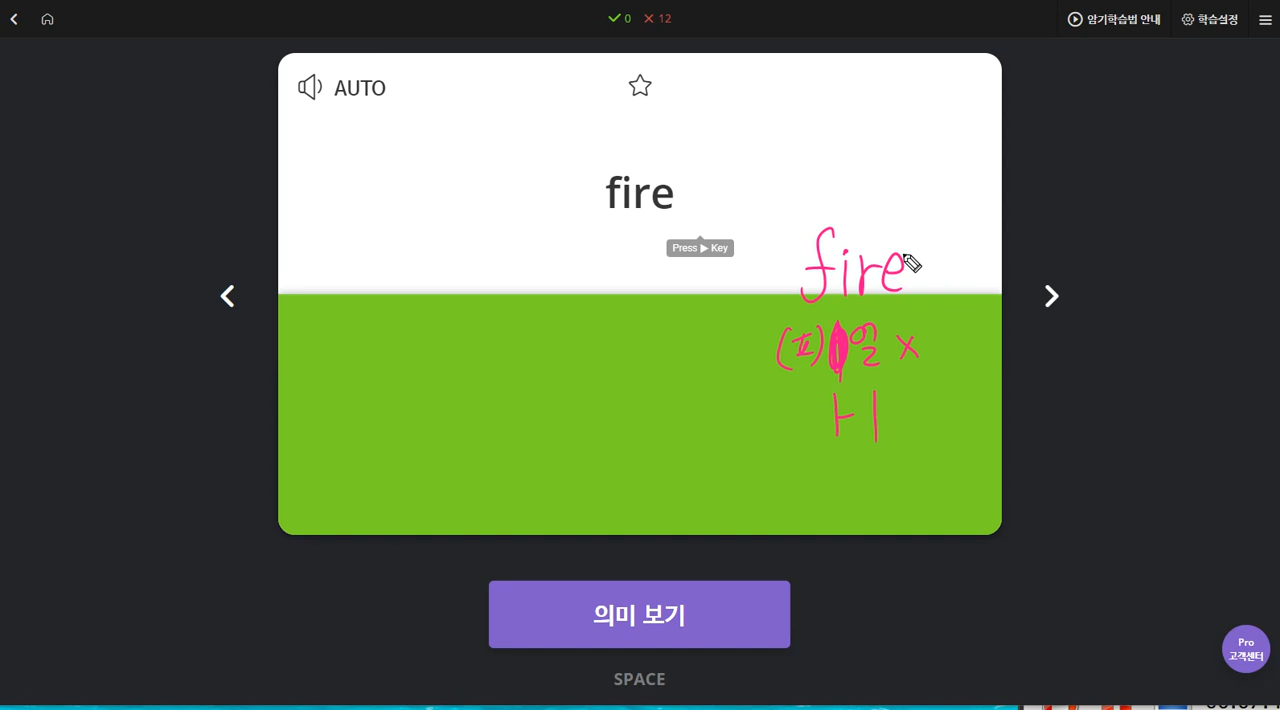 0 12 암기학습법 안내 학습설정
AUTO
fire
Press ▶ Key
fire
(ㅍ) 얼 x
ㅏㅣ
의미 보기
SPACE
Pro
고객센터